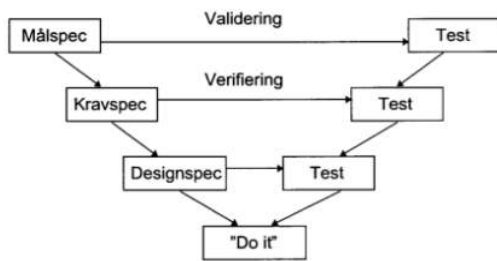 Validering
Målspec
Test
Verifiering
Kravspec
Test
Designspec
Test
"Do it"